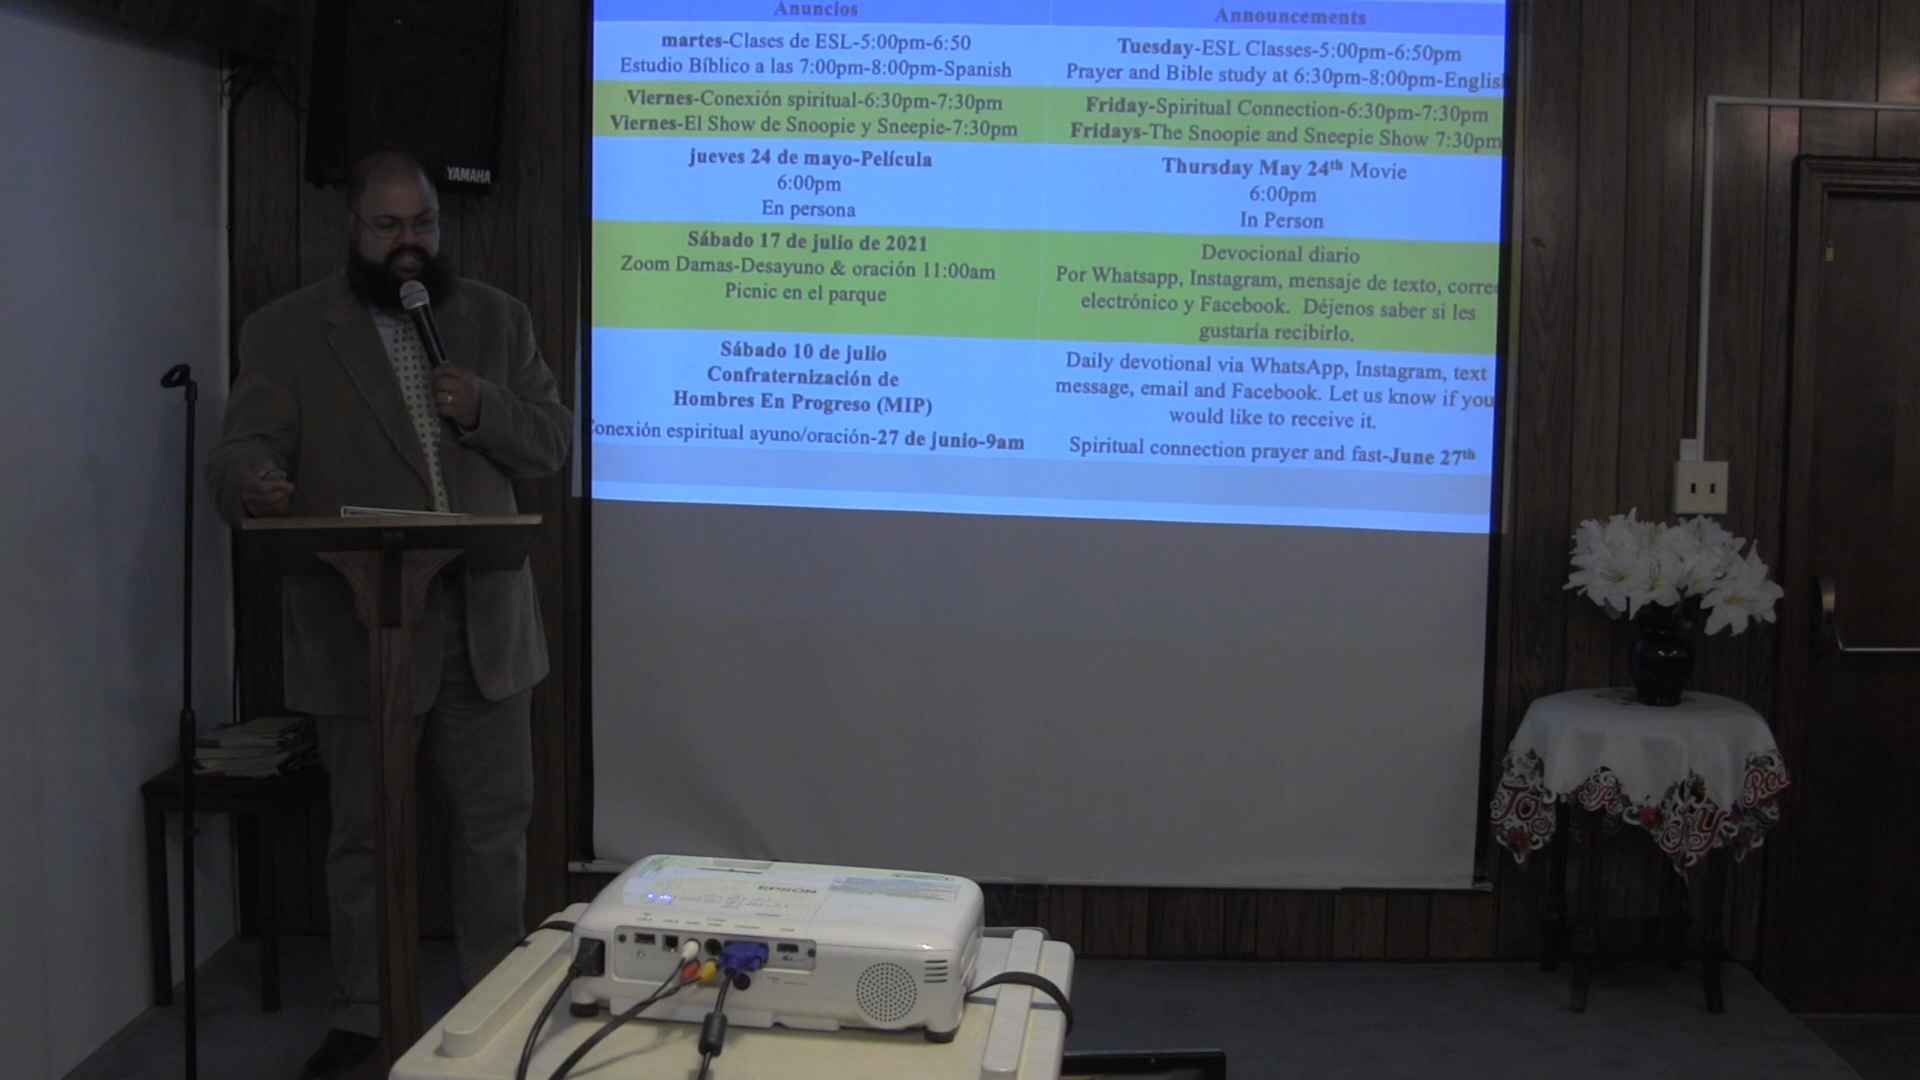 Anuncios
martes-Clases de ESL-5:00pm-6:50
Estudio Bíblico a las 7:00pm-8:00pm-Spanish
Viernes-Conexión spiritual-6:30pm-7:30pm
Viernes-El Show de Snoopie y Sneepie-7:30pm
jueves 24 de mayo-Película
6:00pm
En persona
Sábado 17 de julio de 2021
Zoom Damas-Desayuno & oración 11:00am
Picnic en el parque
Sábado 10 de julio
Confraternización de
Hombres En Progreso (MIP)
onexión espiritual ayuno/oración-27 de junio-9am
Announcements
Tuesday-ESL Classes-5:00pm-6:50pm
Prayer and Bible study at 6:30pm-8:00pm-English
Friday-Spiritual Connection-6:30pm-7:30pm
Fridays-The Snoopie and Sneepie Show 7:30pm
Thursday May 24th Movie
6:00pm
In Person
Devocional diario
Por Whatsapp, Instagram, mensaje de texto, corre
electrónico y Facebook. Déjenos saber si les
gustaría recibirlo.
Daily devotional via WhatsApp, Instagram, text
message, email and Facebook. Let us know if you
would like to receive it.
Spiritual connection prayer and fast-June 27th
YAMAHA
EPSON